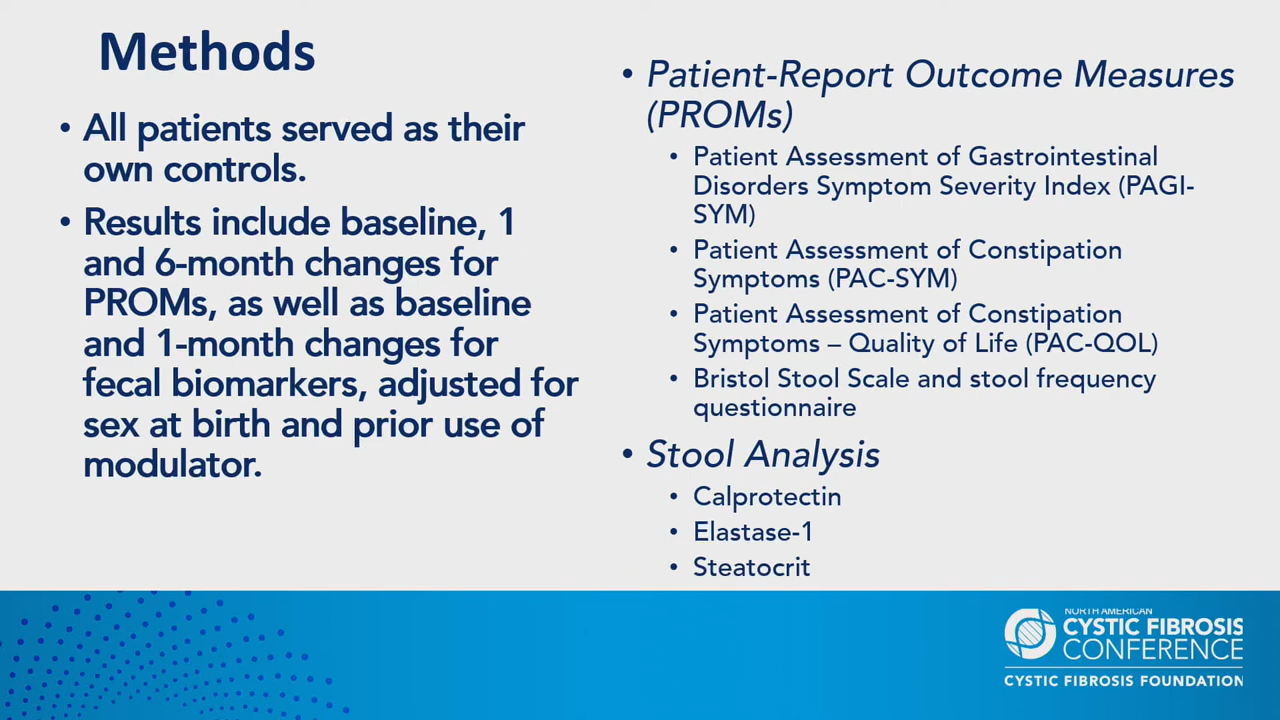 Methods
• All patients served as their
own controls.
• Results include baseline, 1
and 6-month changes for
PROMs, as well as baseline
and 1-month changes for
fecal biomarkers, adjusted for
sex at birth and prior use of
modulator.
• Patient-Report Outcome Measures
(PROMs)
• Patient Assessment of Gastrointestinal
Disorders Symptom Severity Index (PAGI-
SYM)
• Patient Assessment of Constipation
Symptoms (PAC-SYM)
• Patient Assessment of Constipation
Symptoms – Quality of Life (PAC-QOL)
• Bristol Stool Scale and stool frequency
questionnaire
• Stool Analysis
• Calprotectin
• Elastase-1
• Steatocrit
NORTH AMERICAN
CYSTIC FIBROSIS
CONFERENCE
CYSTIC FIBROSIS FOUNDATION